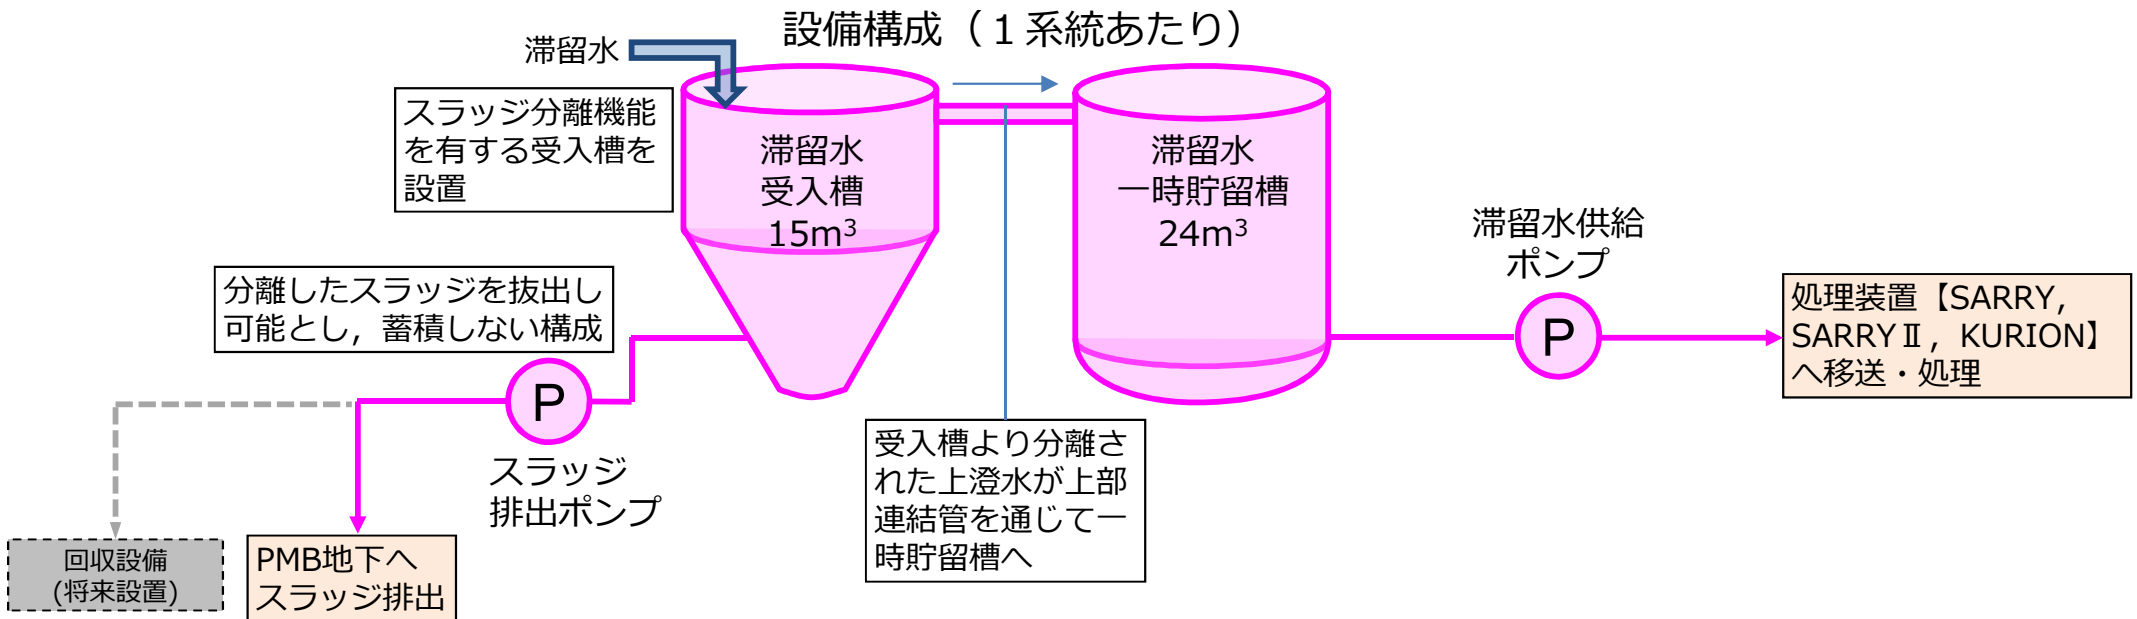 設備構成（１系統あたり）
滞留水
スラッジ分離機能
を有する受入槽を
設置
滞留水
受入槽
15m³
滞留水
一時貯留槽
24m³
滞留水供給
ポンプ
P
処理装置【SARRY，
SARRYⅡ，KURION】
へ移送・処理
分離したスラッジを抜出し
可能とし，蓄積しない構成
P
スラッジ
排出ポンプ
受入槽より分離さ
れた上澄水が上部
連結管を通じて一
時貯留槽へ
回収設備
(将来設置)
PMB地下へ
スラッジ排出